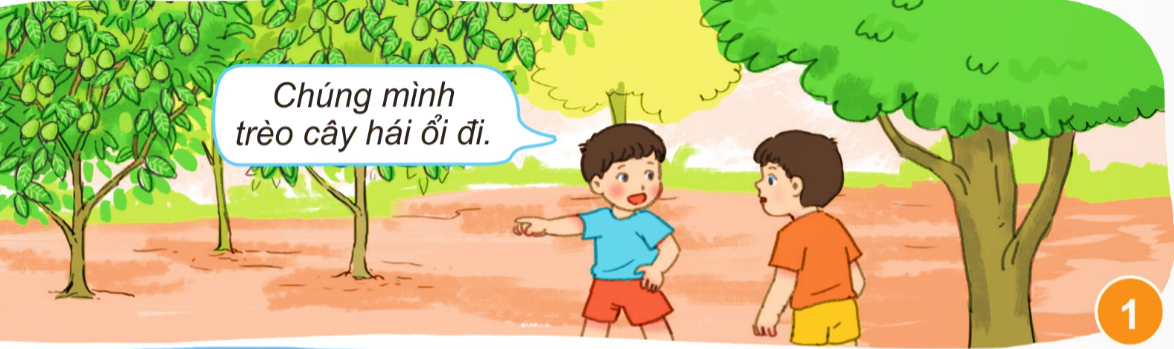 Chúng mình
trèo cây hái ổi đi.
1